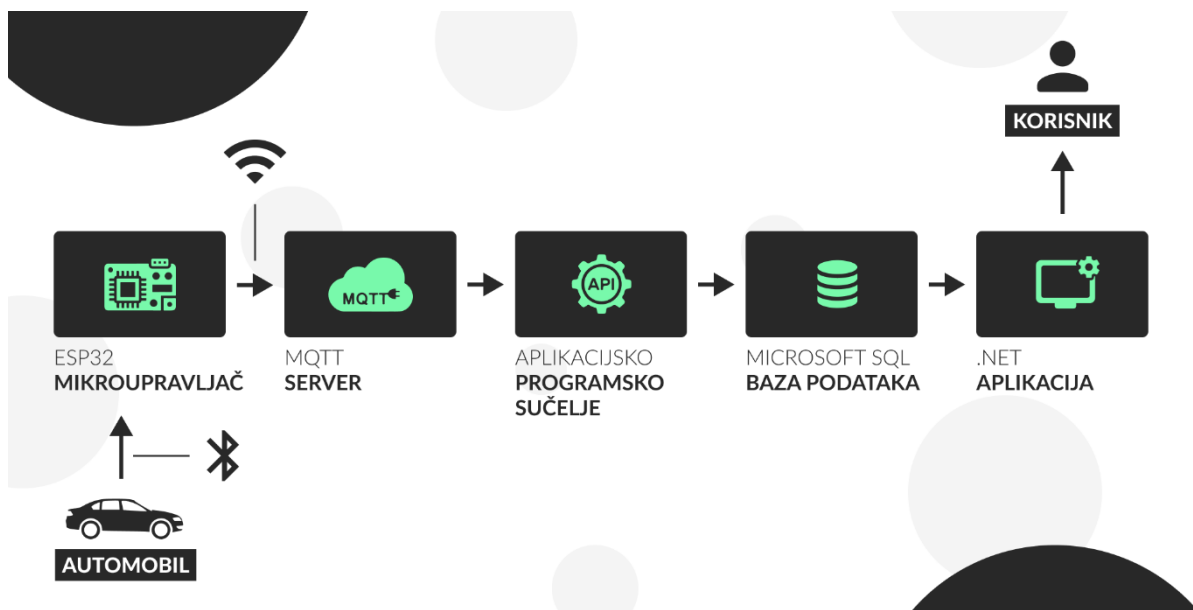 KORISNIK
MQTT
API
ESP32
MIKROUPRAVLJAČ
MQTT
SERVER
APLIKACIJSKO
PROGRAMSKO
SUČELJE
MICROSOFT SQL
BAZA PODATAKA
.NET
APLIKACIJA
AUTOMOBIL